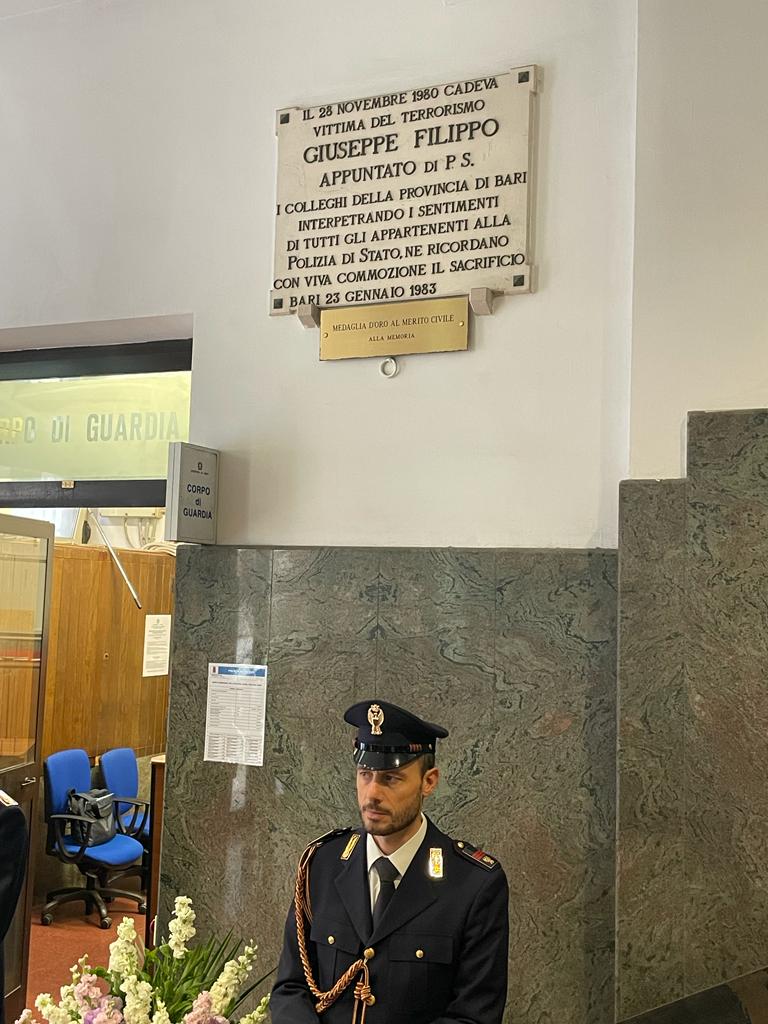 IL 28 NOVEMBRE 1980 CADEVA
VITTIMA DEL TERRORISMO
GIUSEPPE FILIPPO
APPUNTATO DI P. S.
I COLLEGHI DELLA PROVINCIA DI BARI
INTERPRETANDO I SENTIMENTI
DI TUTTI GLI APPARTENENTI ALLA
POLIZIA DI STATO, NE RICORDANO
CON VIVA COMMOZIONE IL SACRIFICIO
BARI 23 GENNAIO 1983
MEDAGLIA D'ORO AL MERITO CIVILE
ALLA MEMORIA
DI GUARDIA
CORPO
di
GUARDIA